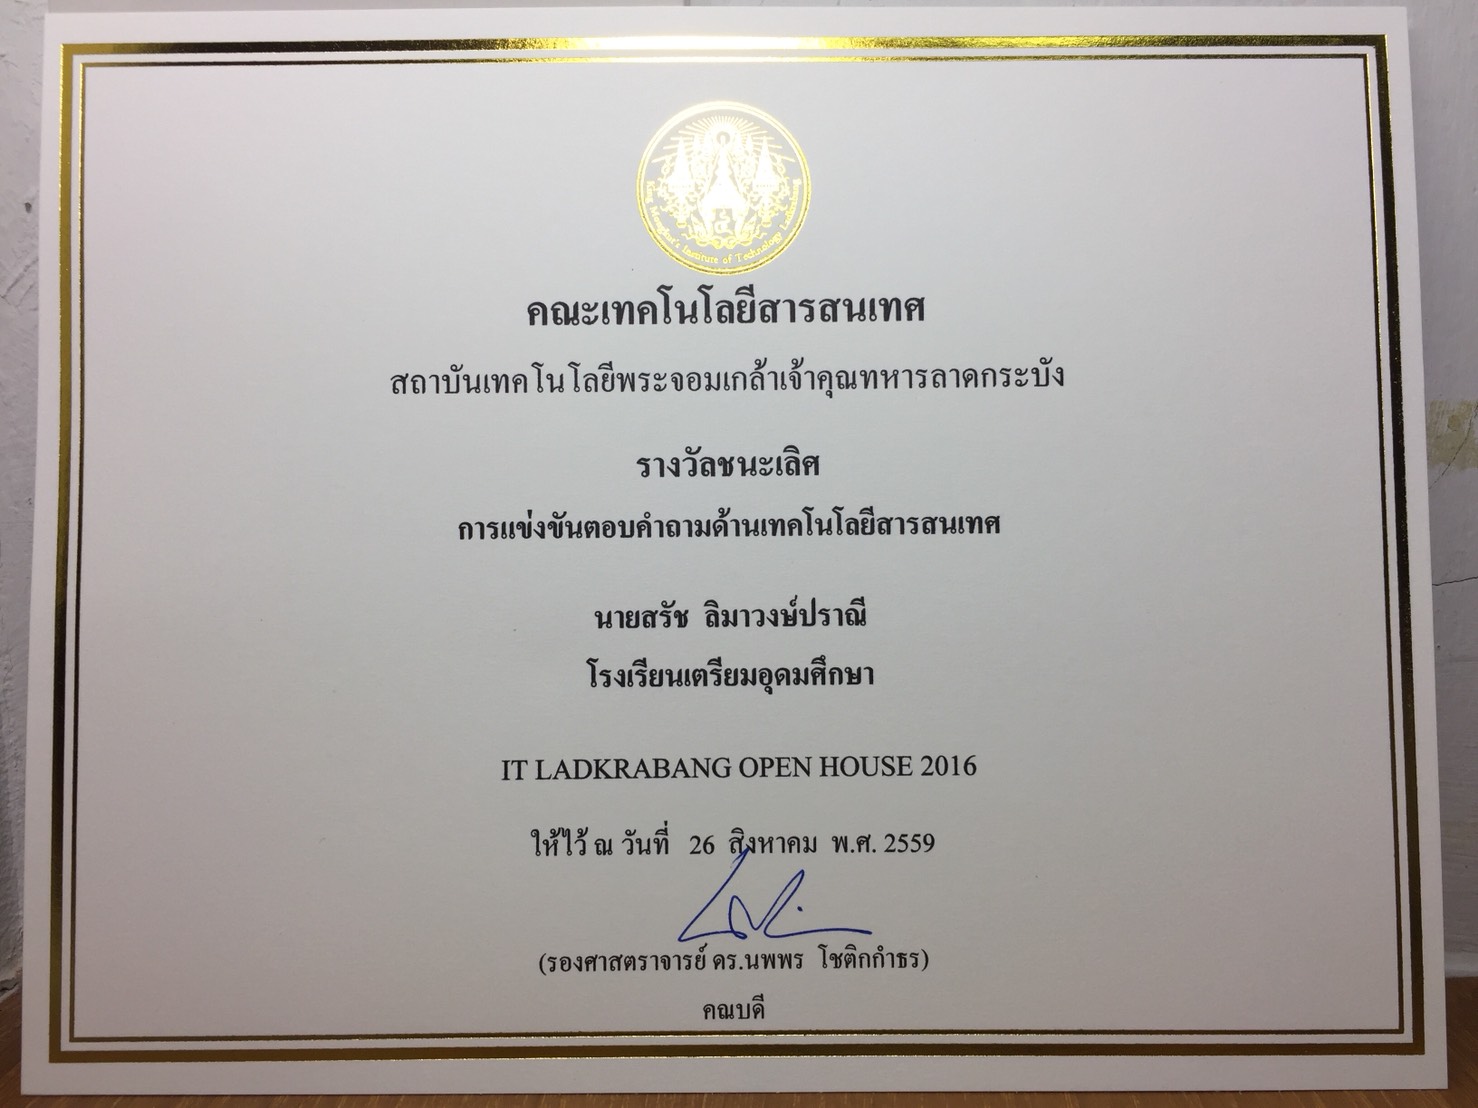 King Mongkut's Institute of Technology Ladkrabang
คณะเทคโนโลยีสารสนเทศ
สถาบันเทคโนโลยีพระจอมเกล้าเจ้าคุณทหารลาดกระบัง
รางวัลชนะเลิศ
การแข่งขันตอบคำถามด้านเทคโนโลยีสารสนเทศ
นายสรัช ลิมาวงษ์ปราณี
โรงเรียนเตรียมอุดมศึกษา
IT LADKRABANG OPEN HOUSE 2016
ให้ไว้ ณ วันที่ 26 สิงหาคม พ.ศ. 2559
(รองศาสตราจารย์ ดร.นพพร โชติกกำธร)
คณบดี